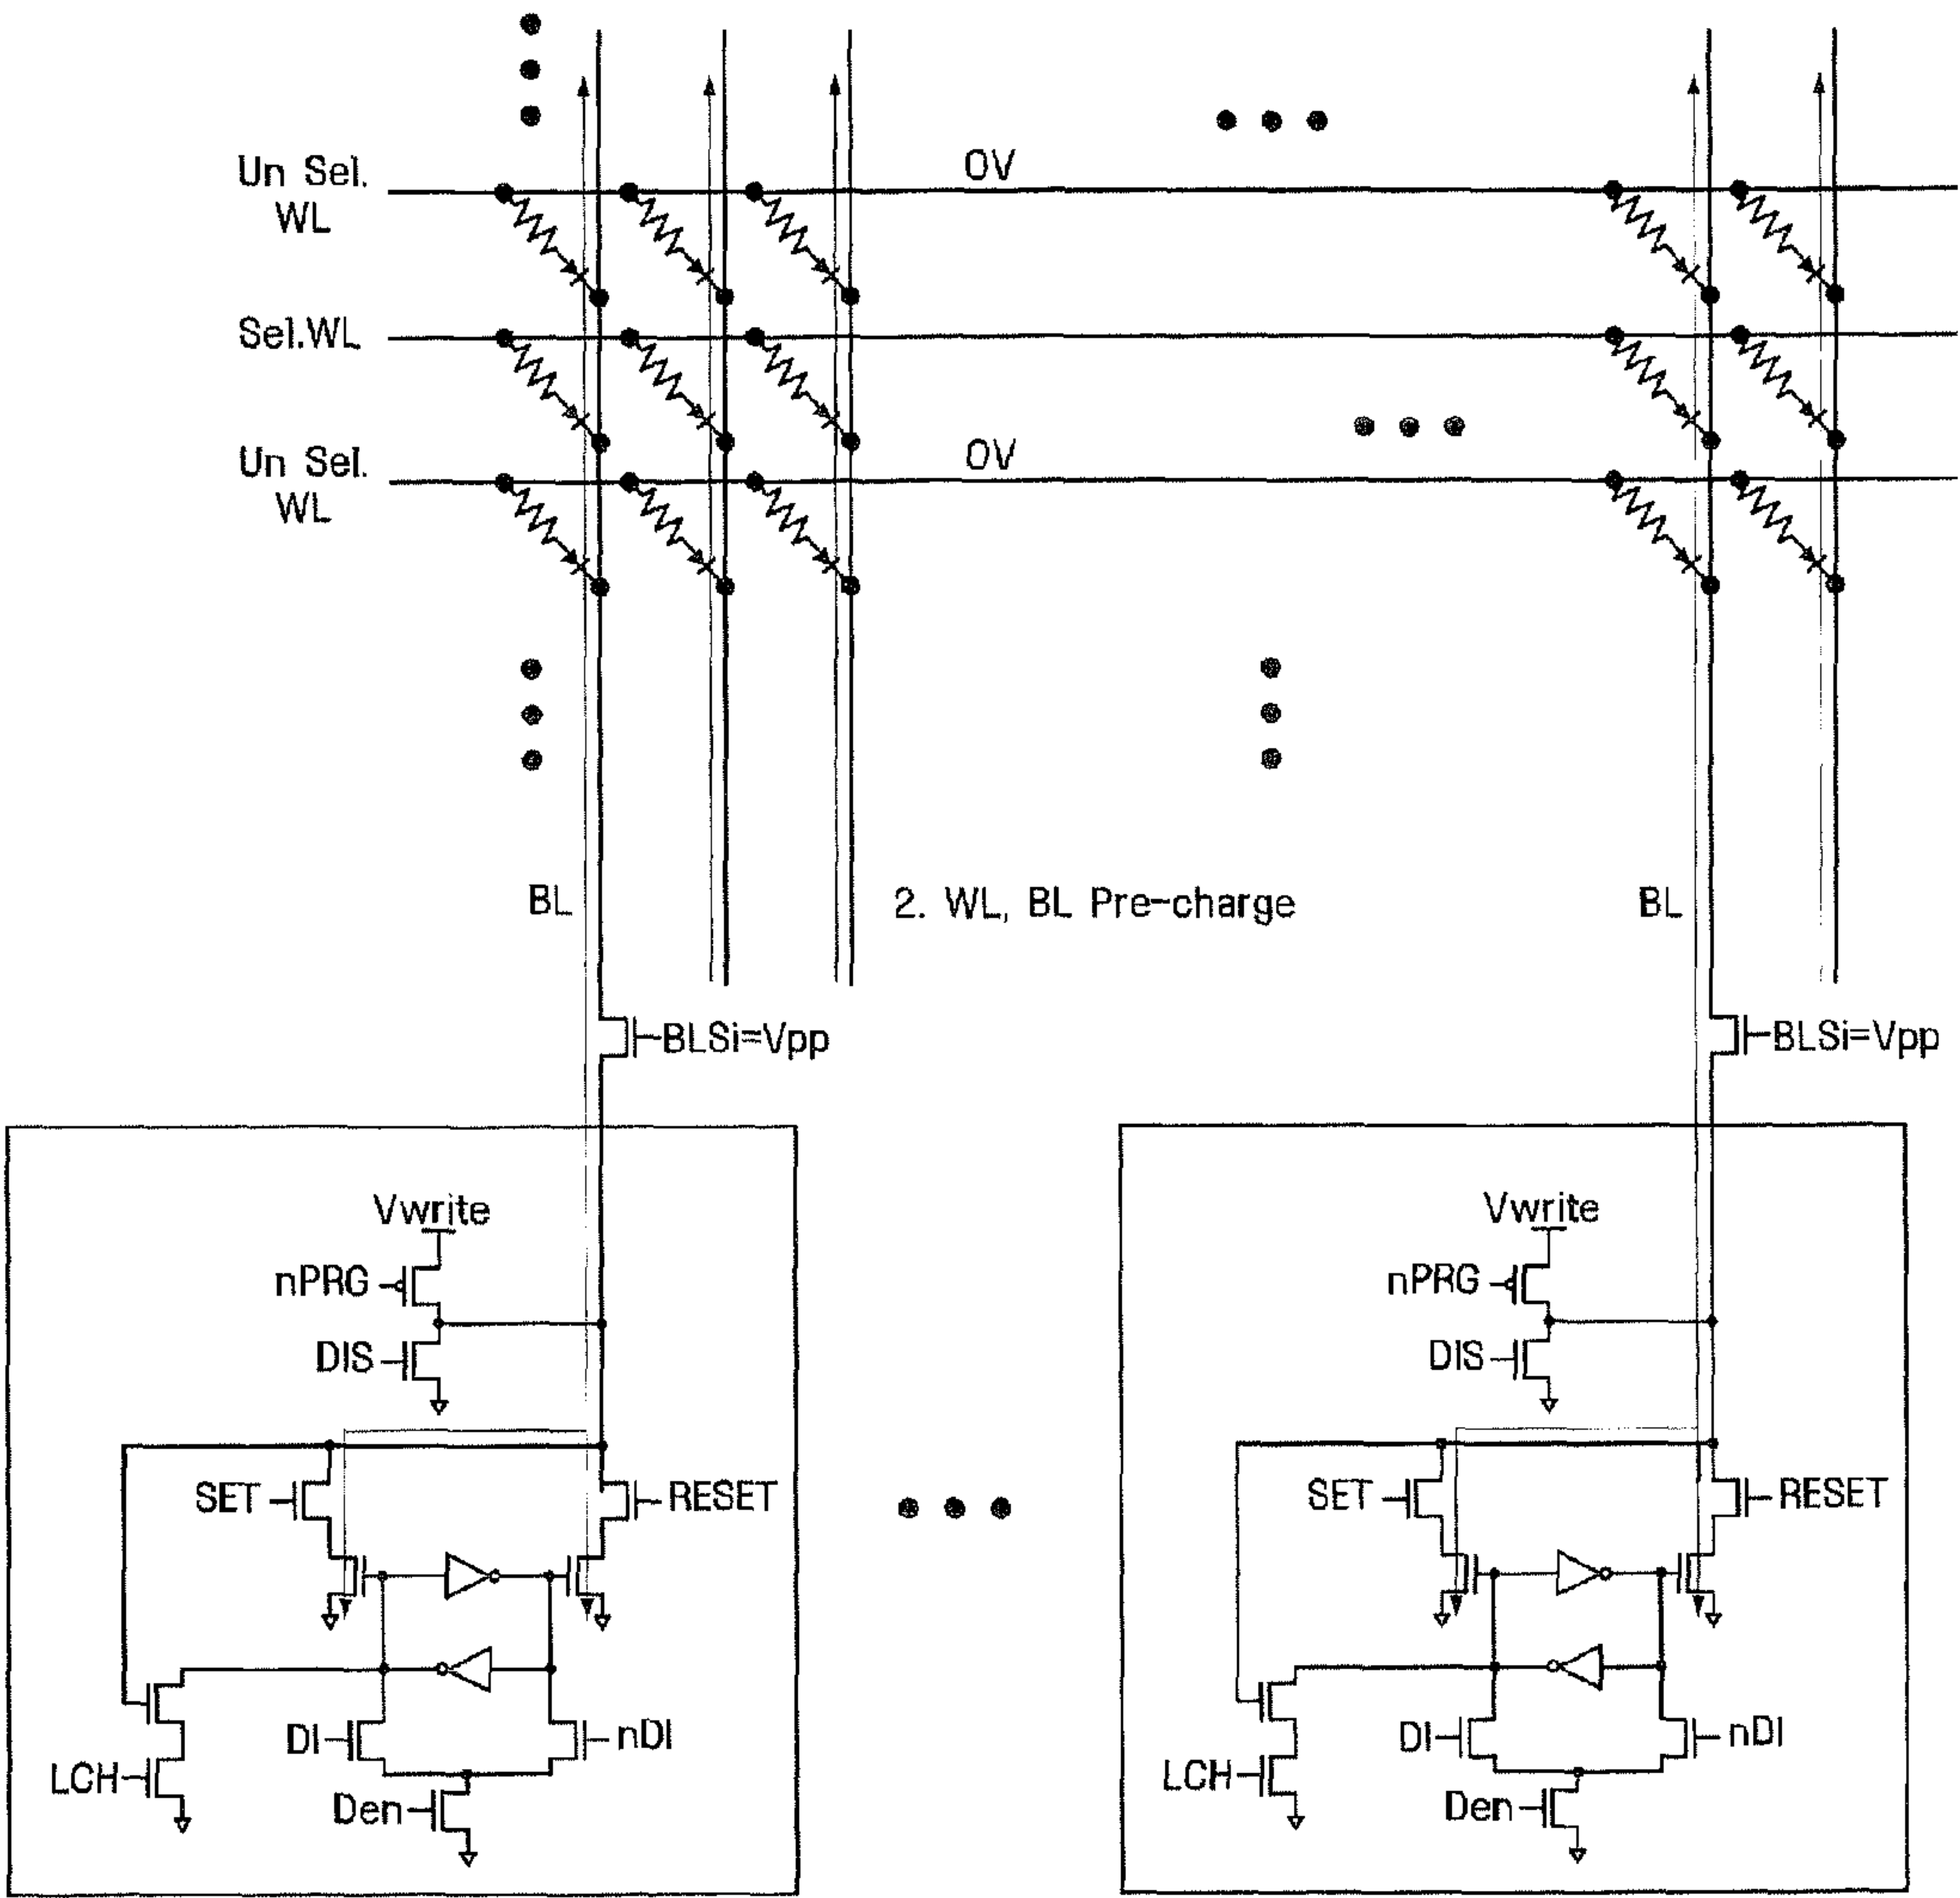 Un Sel.
WL
0V
Sel.WL
Un Sel.
WL
0V
BL
2. WL, BL Pre-charge
BL
BLSi=Vpp
BLSi=Vpp
Vwrite
nPRG
DIS
SET
RESET
DI
nDI
LCH
Den
Vwrite
nPRG
DIS
SET
RESET
DI
nDI
LCH
Den